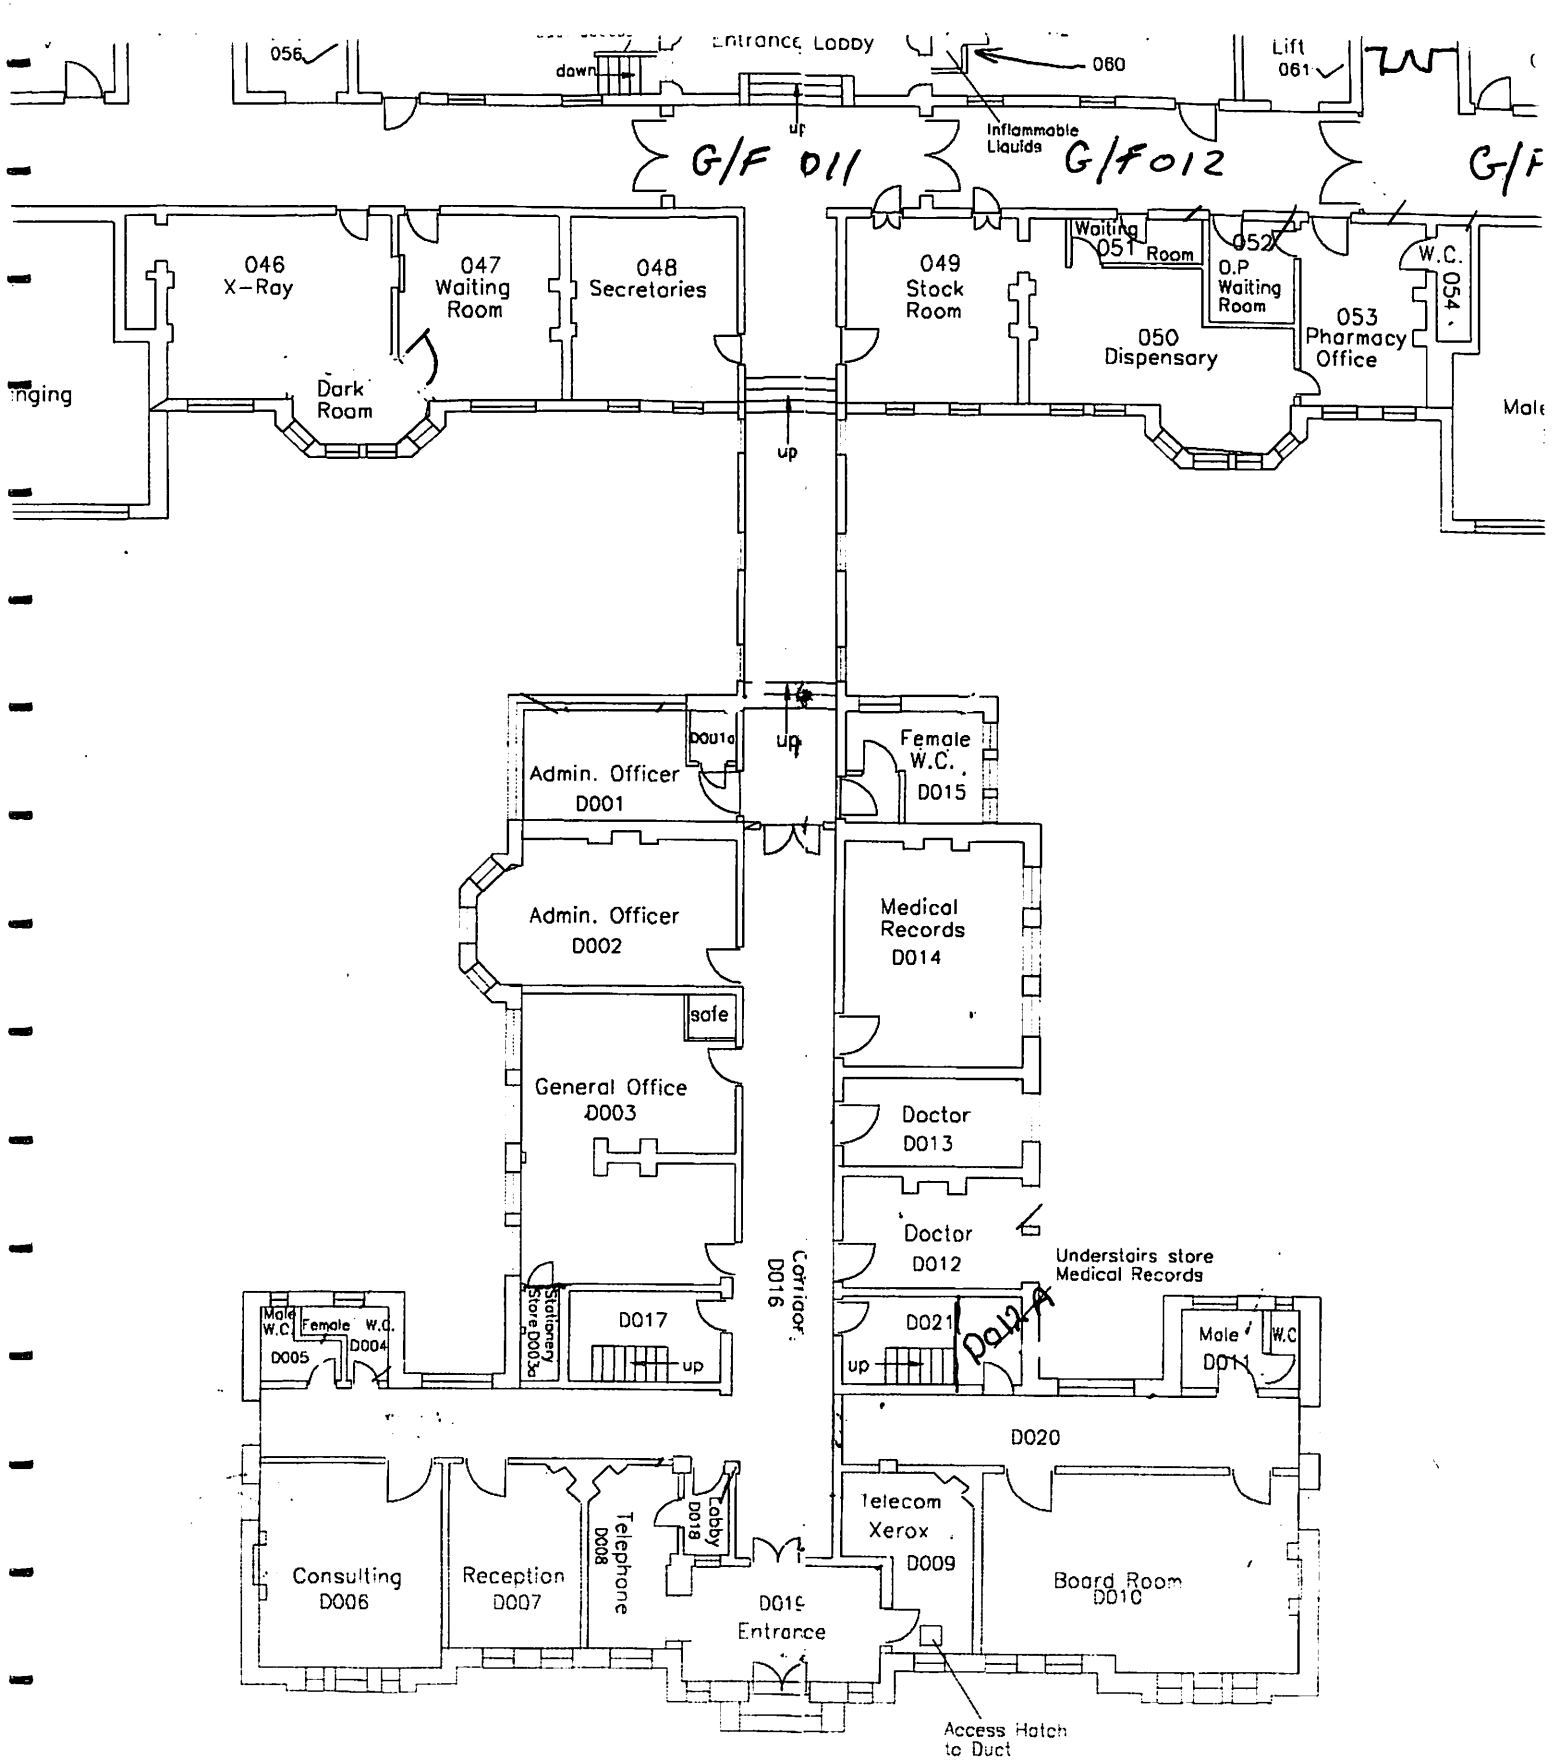 056
down
Entrance Lobby
060
Lift
061
up
Inflammable
Liquids
G/F 011
G/F 012
G/F
046
X-Ray
047
Waiting
Room
048
Secretaries
049
Stock
Room
Waiting
051 Room
052
O.P
Waiting
Room
W.C.
054
053
Pharmacy
Office
050
Dispensary
Dark
Room
nging
Male
up
D001a
up
Female
W.C.
D015
Admin. Officer
D001
Admin. Officer
D002
Medical
Records
D014
safe
General Office
D003
Doctor
D013
Doctor
D012
Corridor
D016
Understairs store
Medical Records
Stationery
Store D003a
D017
up
D021
up
D012-A
Male
W.C.
D005
Female W.C.
D004
Male W.C
D011
D020
Lobby
D018
Telephone
D008
Telecom
Xerox
D009
Consulting
D006
Reception
D007
D019
Entrance
Board Room
D010
Access Hatch
to Duct